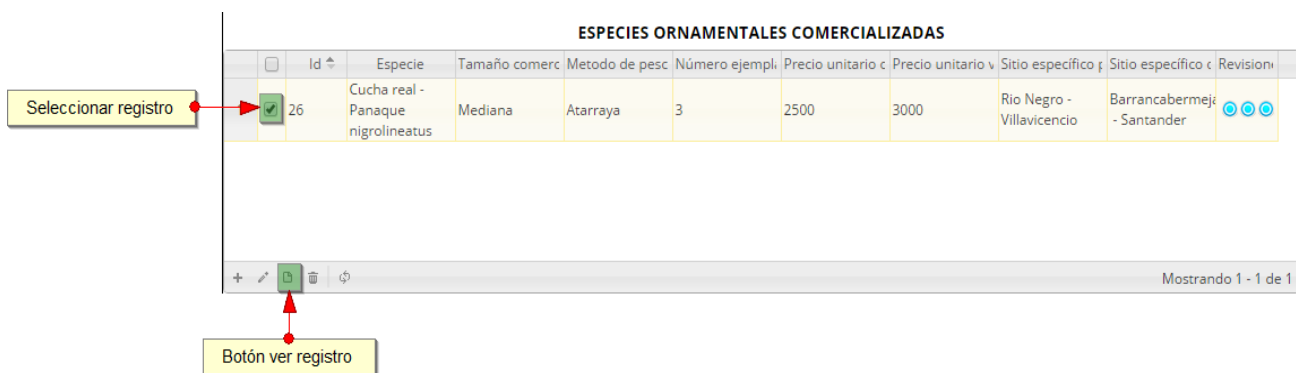 ESPECIES ORNAMENTALES COMERCIALIZADAS
Id Especie Tamaño comerc Metodo de pesc Número ejempl Precio unitario c Precio unitario v Sitio específico p Sitio específico c Revision
Seleccionar registro
26 Cucha real - Mediana Atarraya 3 2500 3000 Rio Negro - Barrancabermeja
Panaque Villavicencio - Santander
nigrolineatus
Mostrando 1 - 1 de 1
Botón ver registro